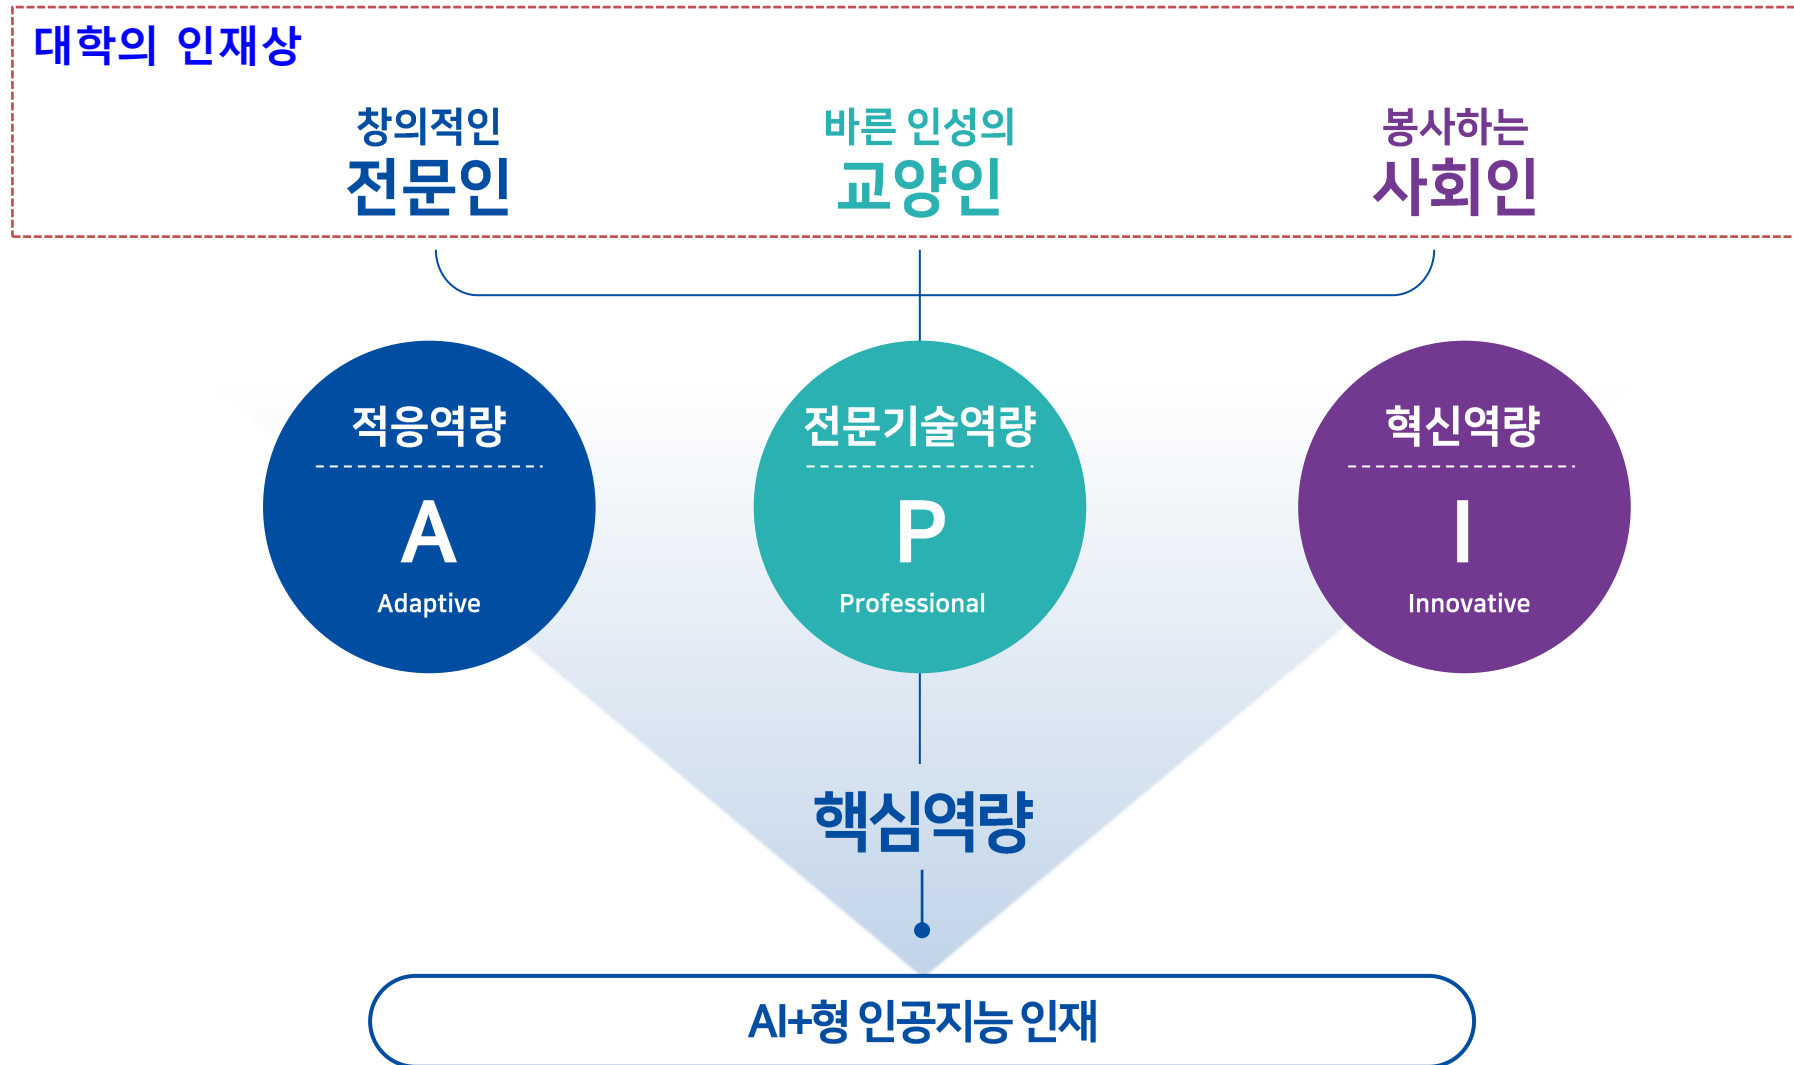 대학의 인재상
창의적인
전문인
바른 인성의
교양인
봉사하는
사회인
적응역량
A
Adaptive
전문기술역량
P
Professional
혁신역량
I
Innovative
핵심역량
AI+형 인공지능 인재